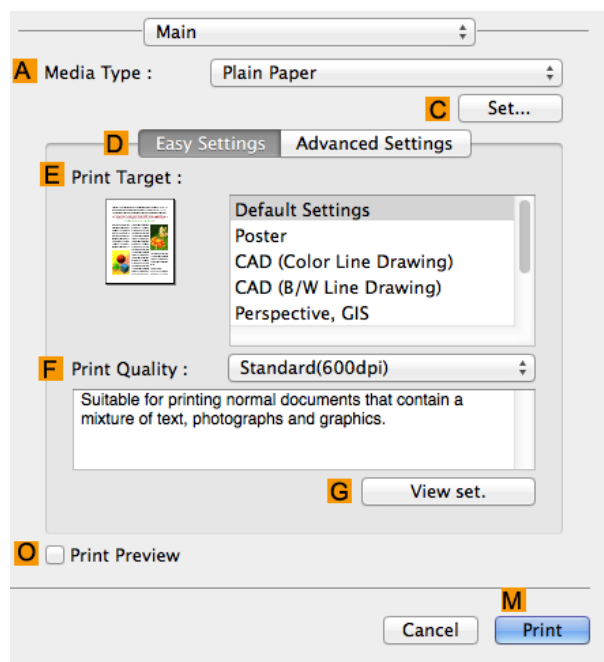 Main
A Media Type : Plain Paper
C Set...
D Easy Settings Advanced Settings
E Print Target :
Default Settings
Poster
CAD (Color Line Drawing)
CAD (B/W Line Drawing)
Perspective, GIS
F Print Quality : Standard(600dpi)
Suitable for printing normal documents that contain a
mixture of text, photographs and graphics.
G View set.
O Print Preview
M
Cancel Print